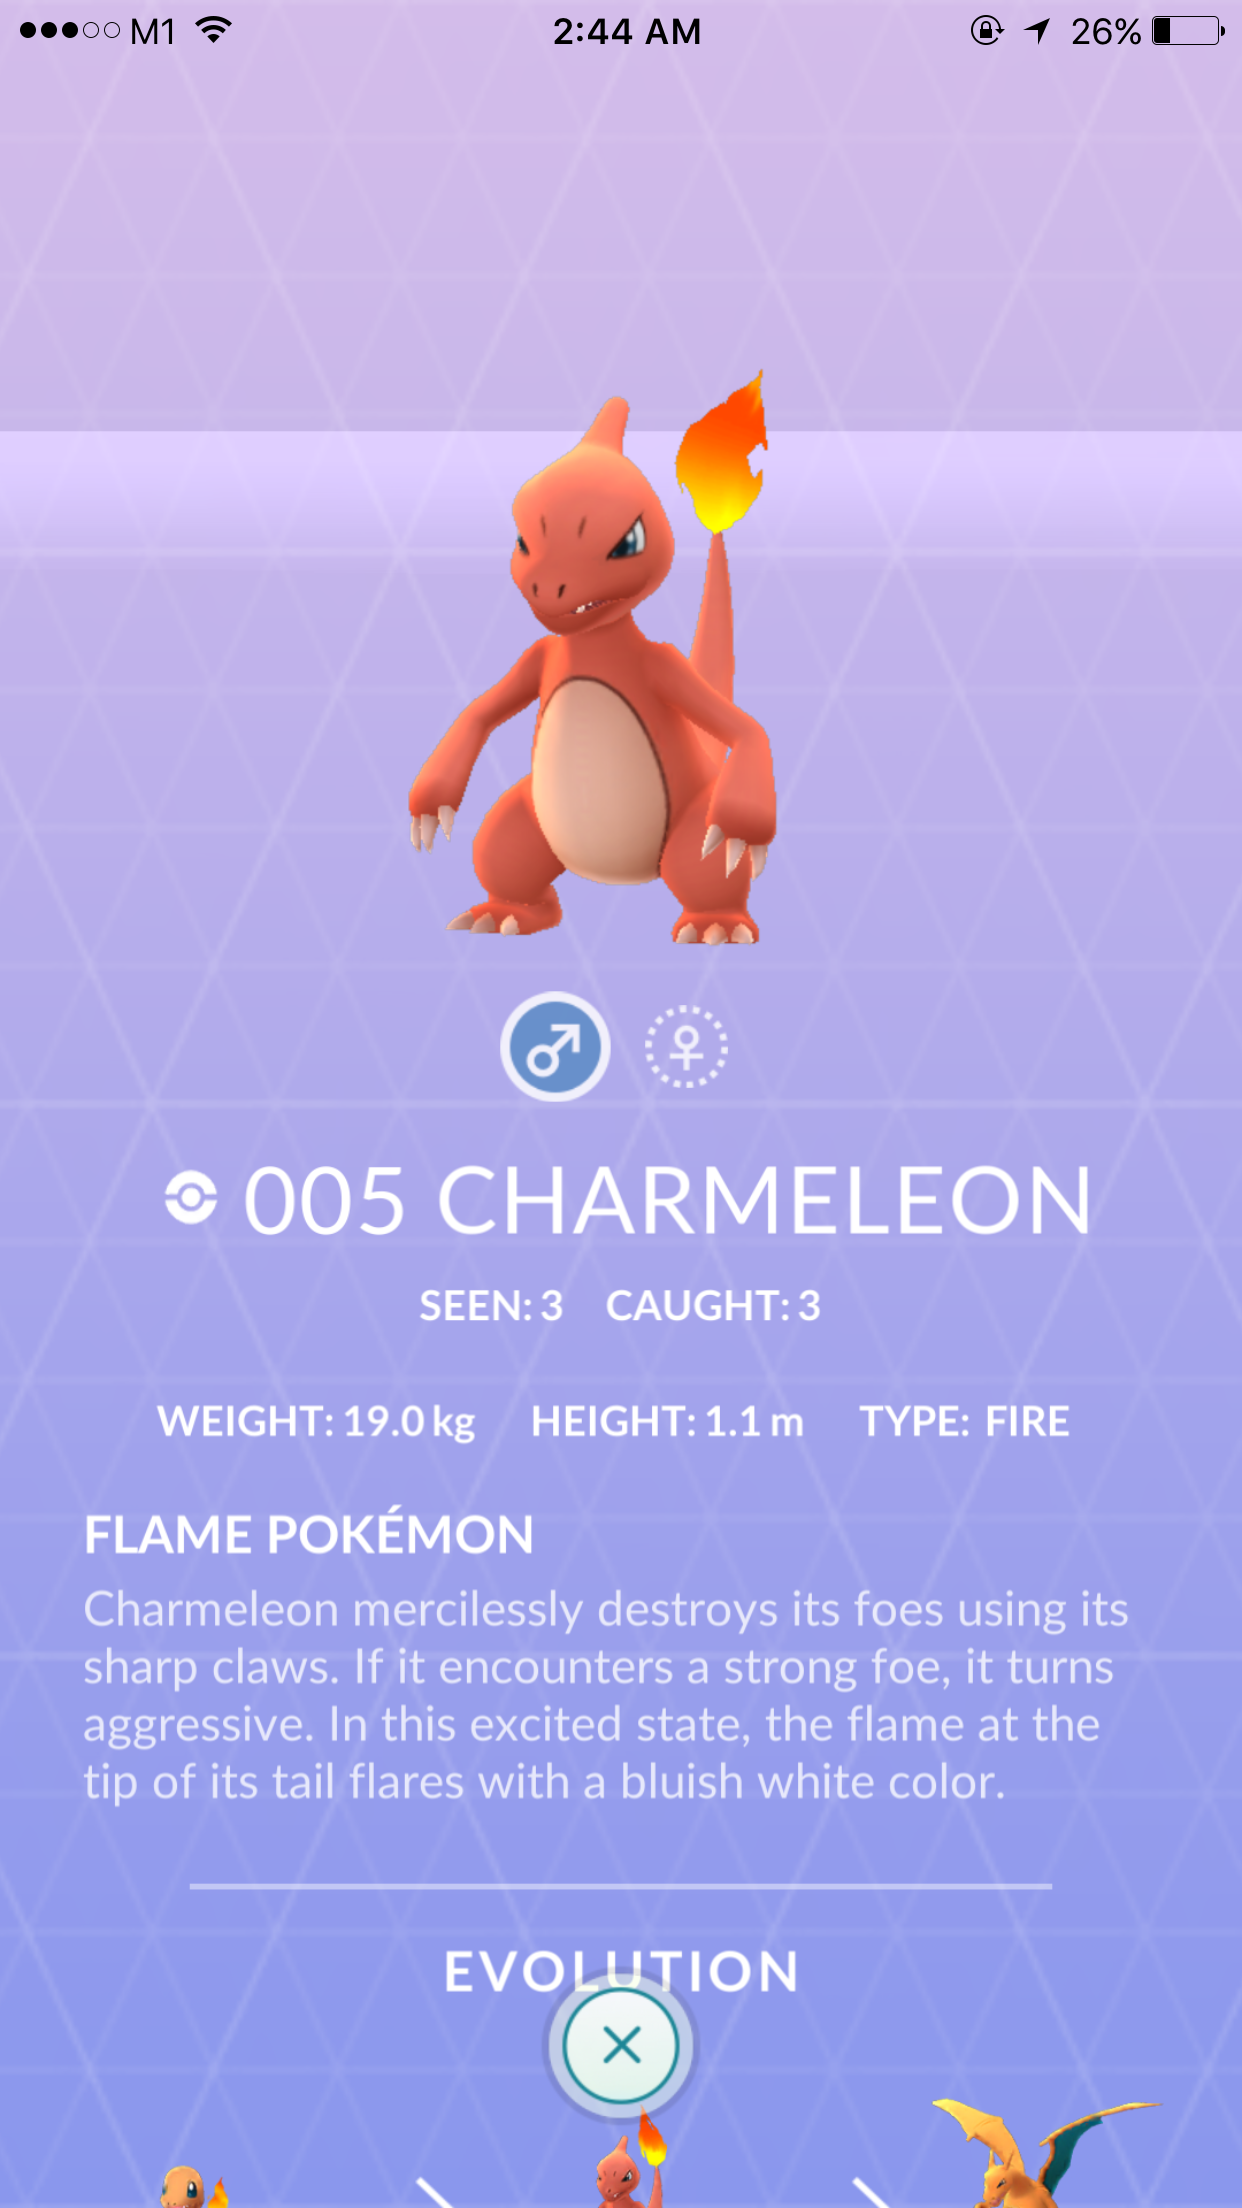 M1 2:44 AM 26%
005 CHARMELEON
SEEN: 3 CAUGHT: 3
WEIGHT: 19.0 kg HEIGHT: 1.1 m TYPE: FIRE
FLAME POKÉMON
Charmeleon mercilessly destroys its foes using its
sharp claws. If it encounters a strong foe, it turns
aggressive. In this excited state, the flame at the
tip of its tail flares with a bluish white color.
EVOLUTION